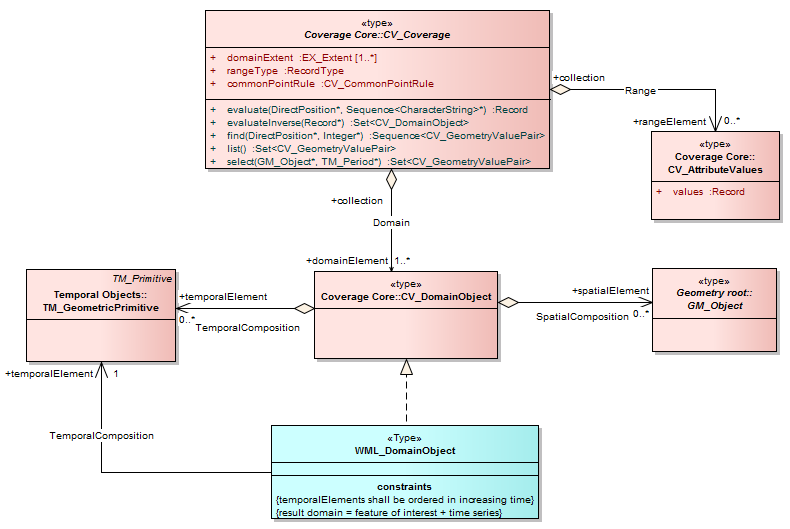 «type»
Coverage Core::CV_Coverage
+ domainExtent :EX_Extent [1..*]
+ rangeType :RecordType
+ commonPointRule :CV_CommonPointRule
+ evaluate(DirectPosition*, Sequence<CharacterString>*) :Record
+ evaluateInverse(Record*) :Set<CV_DomainObject>
+ find(DirectPosition*, Integer*) :Sequence<CV_GeometryValuePair>
+ list() :Set<CV_GeometryValuePair>
+ select(GM_Object*, TM_Period*) :Set<CV_GeometryValuePair>
+collection
Range
+rangeElement 0..*
«type»
Coverage Core::
CV_AttributeValues
+ values :Record
+collection
Domain
+domainElement 1..*
TM_Primitive
Temporal Objects::
TM_GeometricPrimitive
+temporalElement
0..*
TemporalComposition
«type»
Coverage Core::CV_DomainObject
+spatialElement
SpatialComposition 0..*
«type»
Geometry root::
GM_Object
+temporalElement 1
TemporalComposition
«Type»
WML_DomainObject
constraints
{temporalElements shall be ordered in increasing time}
{result domain = feature of interest + time series}